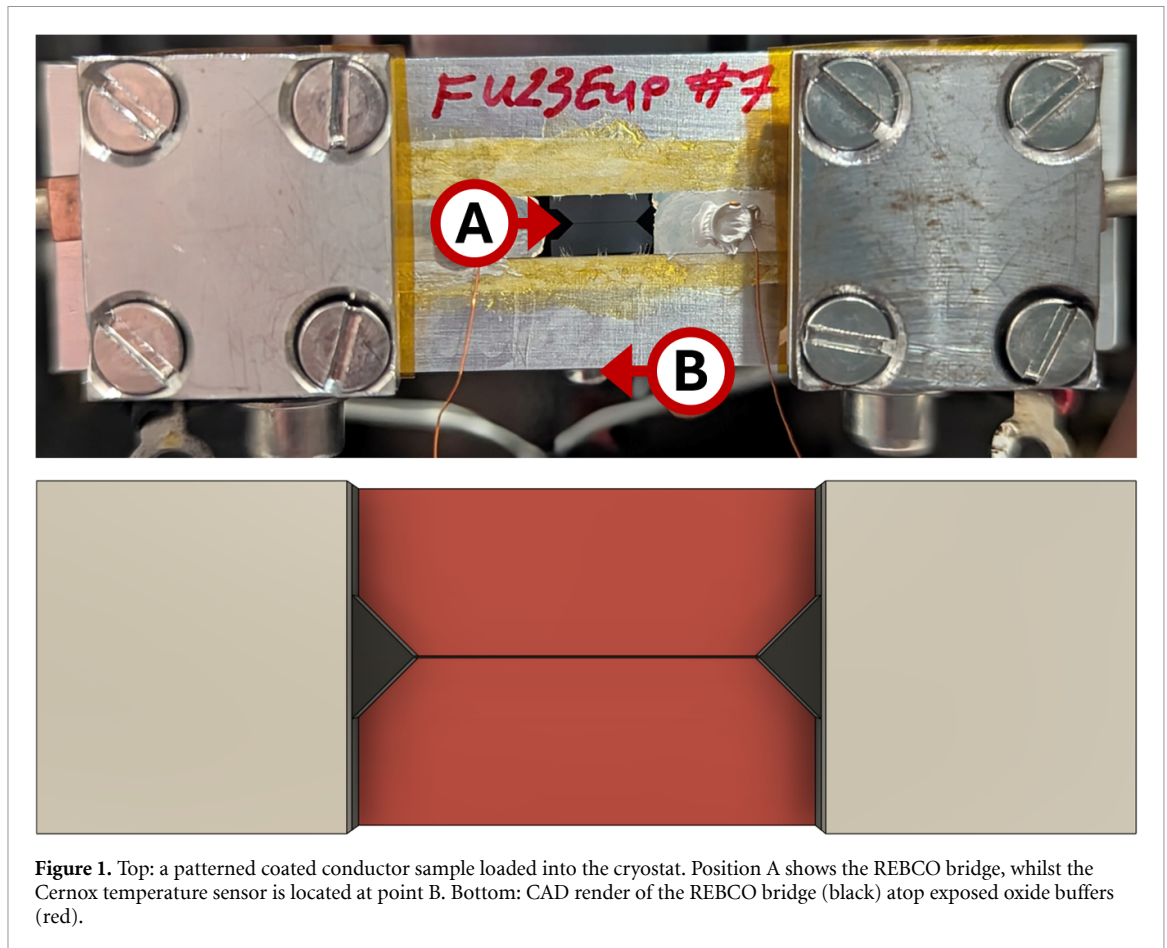 FU23Eup #7
A
B
Figure 1. Top: a patterned coated conductor sample loaded into the cryostat. Position A shows the REBCO bridge, whilst the
Cernox temperature sensor is located at point B. Bottom: CAD render of the REBCO bridge (black) atop exposed oxide buffers
(red).